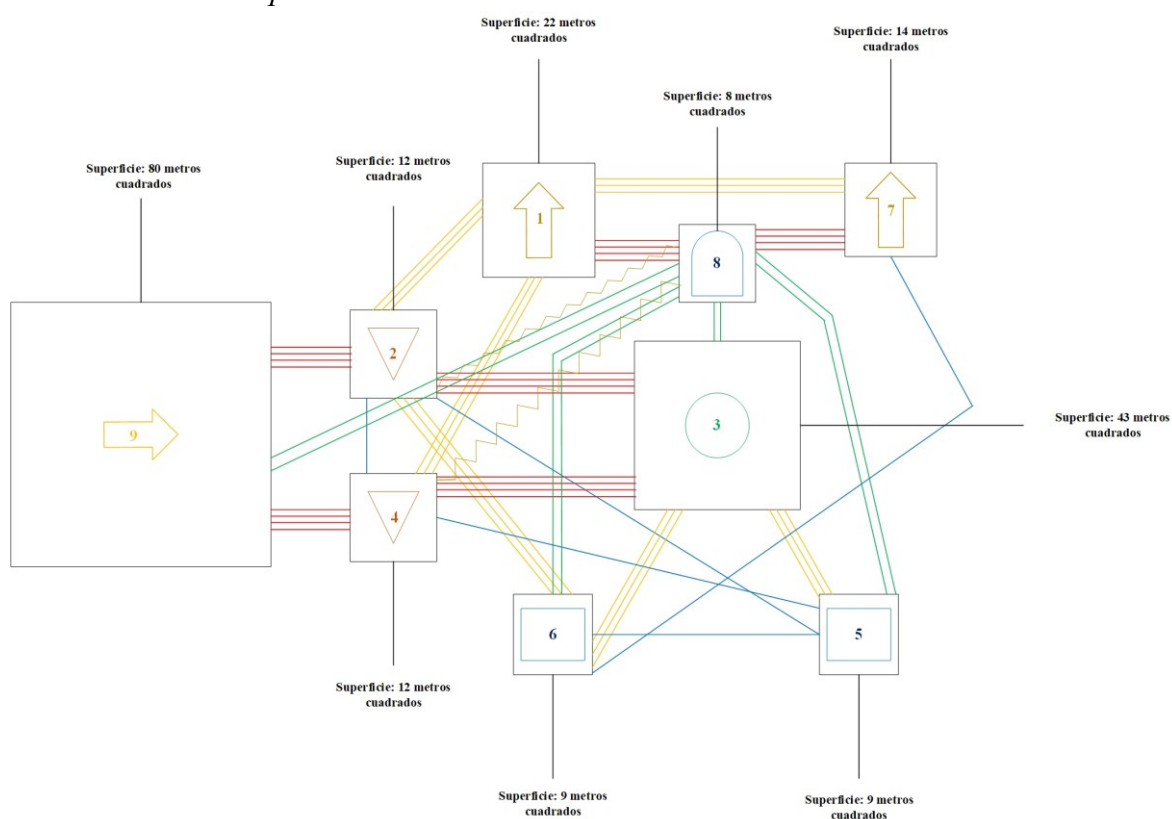 Superficie: 22 metros
cuadrados
Superficie: 14 metros
cuadrados
Superficie: 8 metros
cuadrados
Superficie: 12 metros
cuadrados
Superficie: 80 metros
cuadrados
1
7
8
2
9
3
Superficie: 43 metros
cuadrados
4
6
5
Superficie: 12 metros
cuadrados
Superficie: 9 metros
cuadrados
Superficie: 9 metros
cuadrados